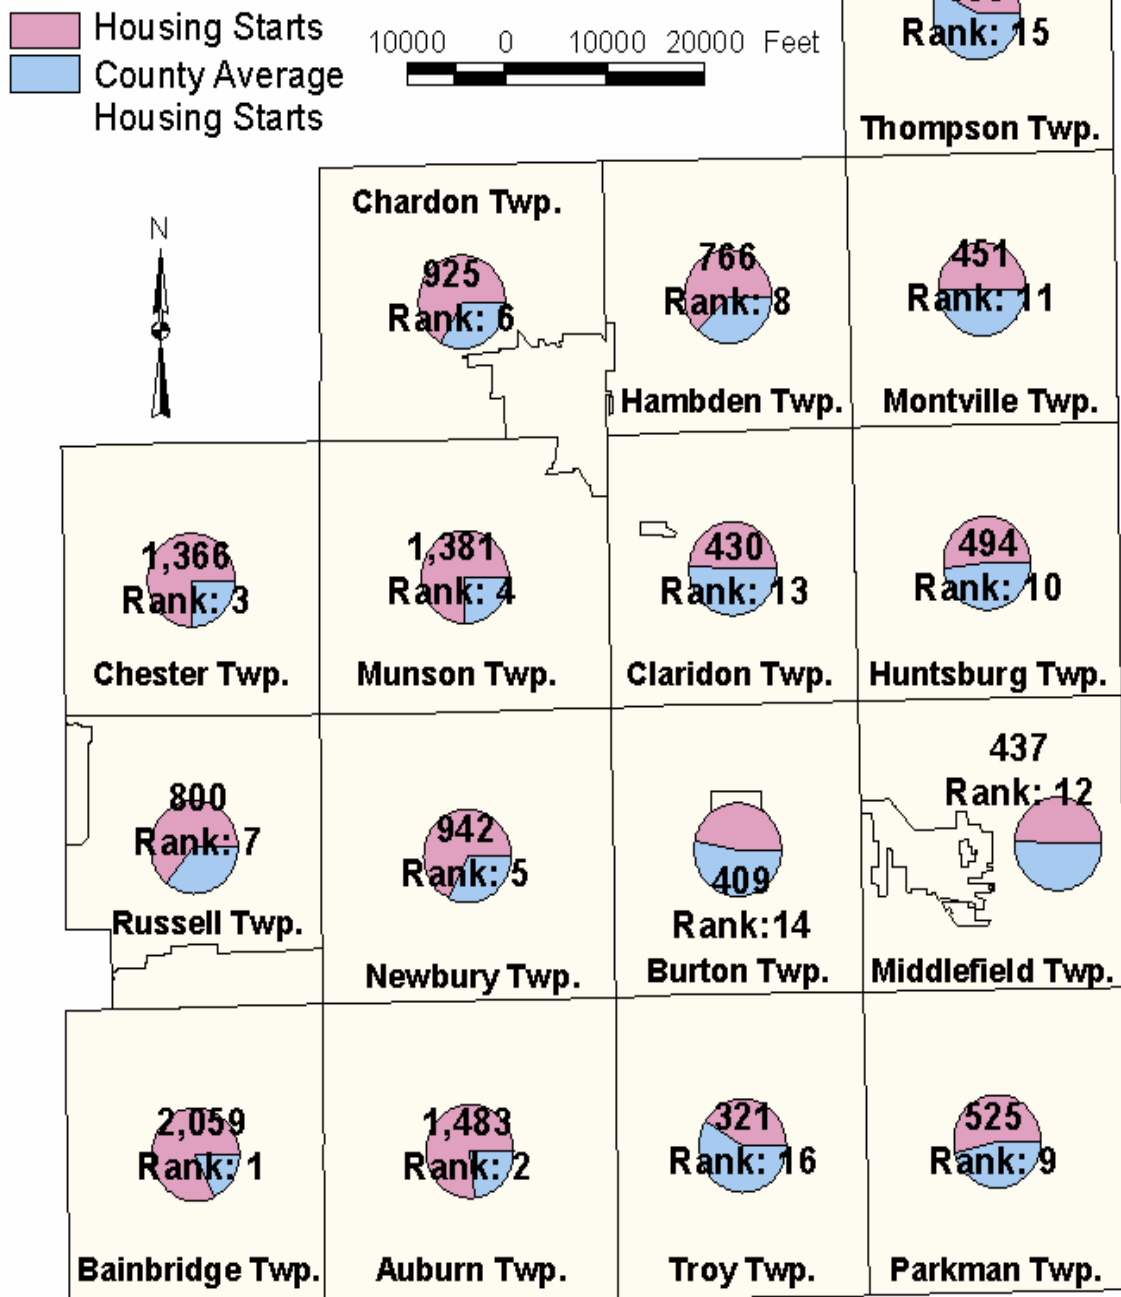 Housing Starts
County Average
Housing Starts
10000 0 10000 20000 Feet
Rank: 15
Thompson Twp.
N
Chardon Twp.
925
Rank: 6
766
Rank: 8
Hambden Twp.
451
Rank: 11
Montville Twp.
1,366
Rank: 3
Chester Twp.
1,381
Rank: 4
Munson Twp.
430
Rank: 13
Claridon Twp.
494
Rank: 10
Huntsburg Twp.
800
Rank: 7
Russell Twp.
942
Rank: 5
Newbury Twp.
409
Rank:14
Burton Twp.
437
Rank: 12
Middlefield Twp.
2,059
Rank: 1
Bainbridge Twp.
1,483
Rank: 2
Auburn Twp.
321
Rank: 16
Troy Twp.
525
Rank: 9
Parkman Twp.